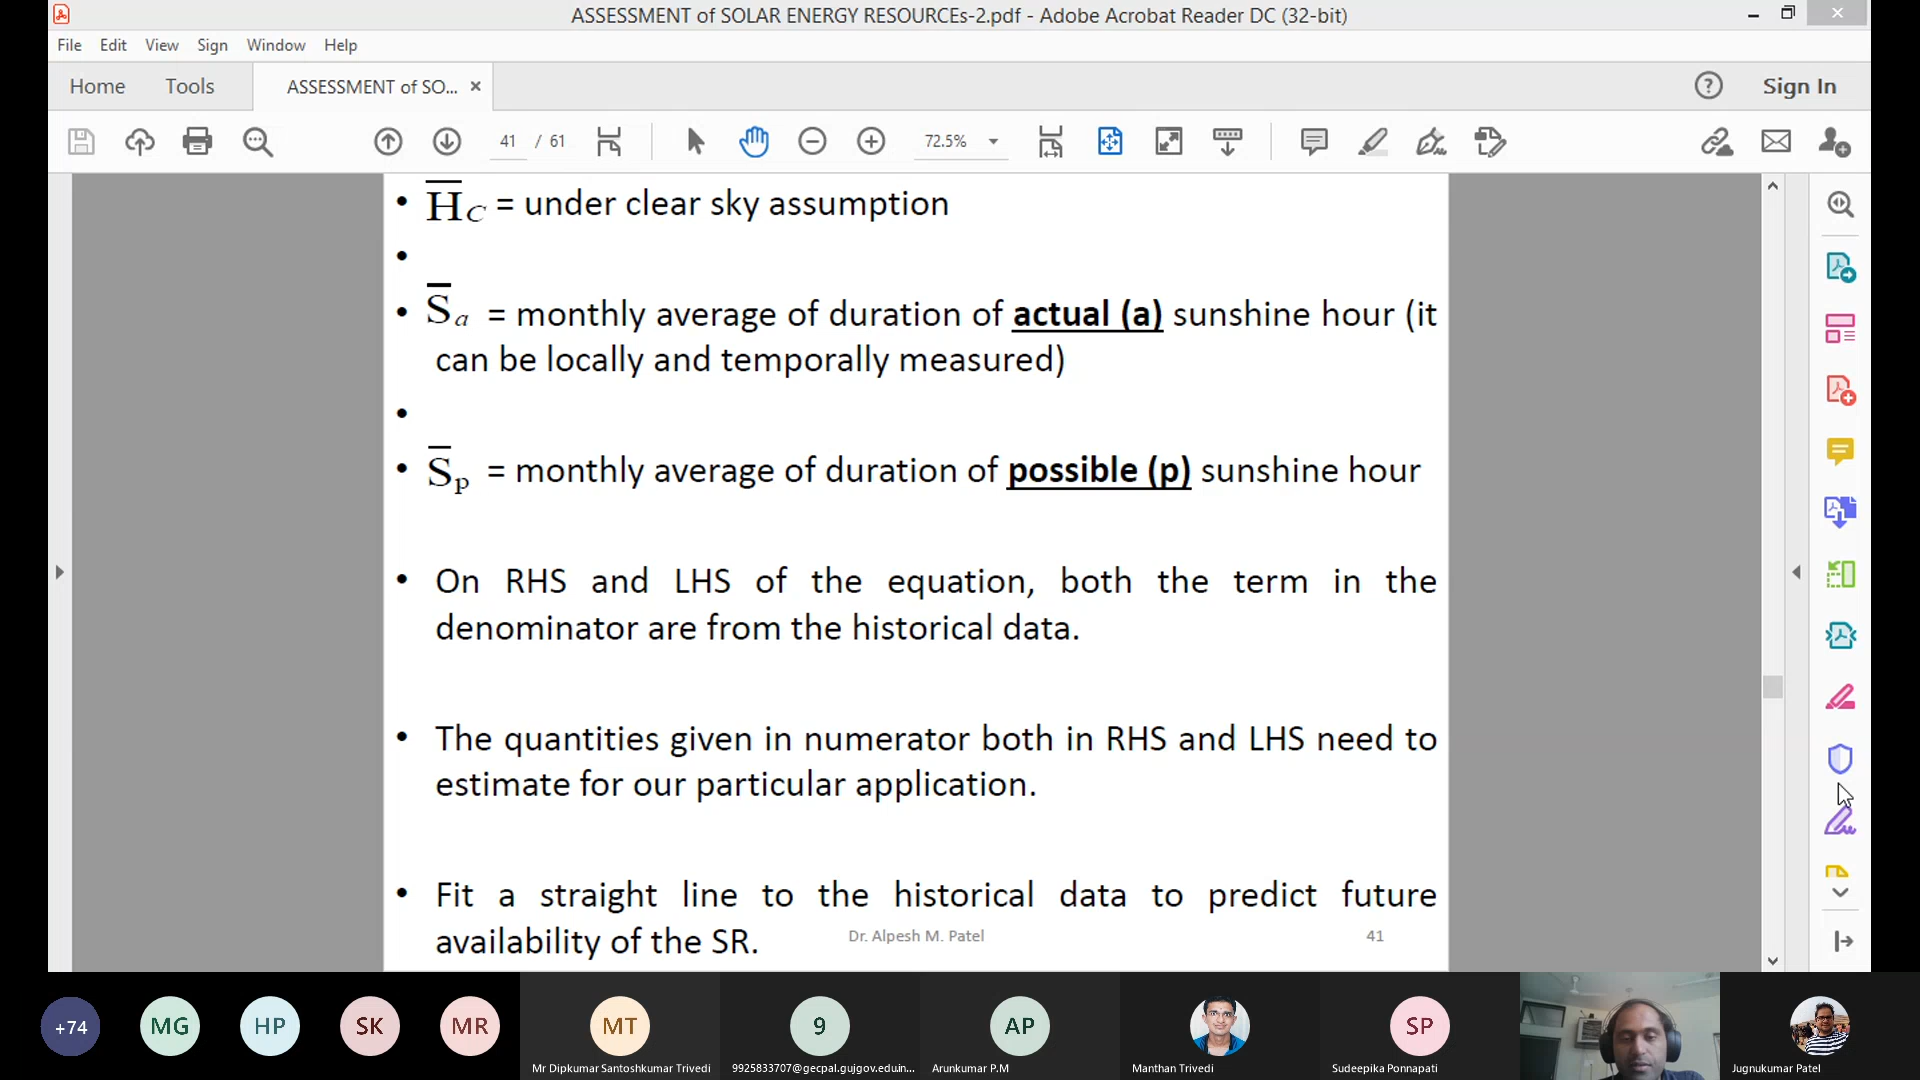 ASSESSMENT of SOLAR ENERGY RESOURCEs-2.pdf - Adobe Acrobat Reader DC (32-bit)
File Edit View Sign Window Help
Home Tools ASSESSMENT of SO... × Sign In
41 / 61 72.5%
• H̅C = under clear sky assumption
•
• S̅a = monthly average of duration of actual (a) sunshine hour (it
can be locally and temporally measured)
•
• S̅p = monthly average of duration of possible (p) sunshine hour
• On RHS and LHS of the equation, both the term in the
denominator are from the historical data.
• The quantities given in numerator both in RHS and LHS need to
estimate for our particular application.
• Fit a straight line to the historical data to predict future
availability of the SR.
Dr. Alpesh M. Patel 41
+74 MG HP SK MR MT 9 AP SP
Mr Dipkumar Santoshkumar Trivedi 9925833707@gecpal.gujgov.eduin... Arunkumar P.M Manthan Trivedi Sudeepika Ponnapati Jugnukumar Patel